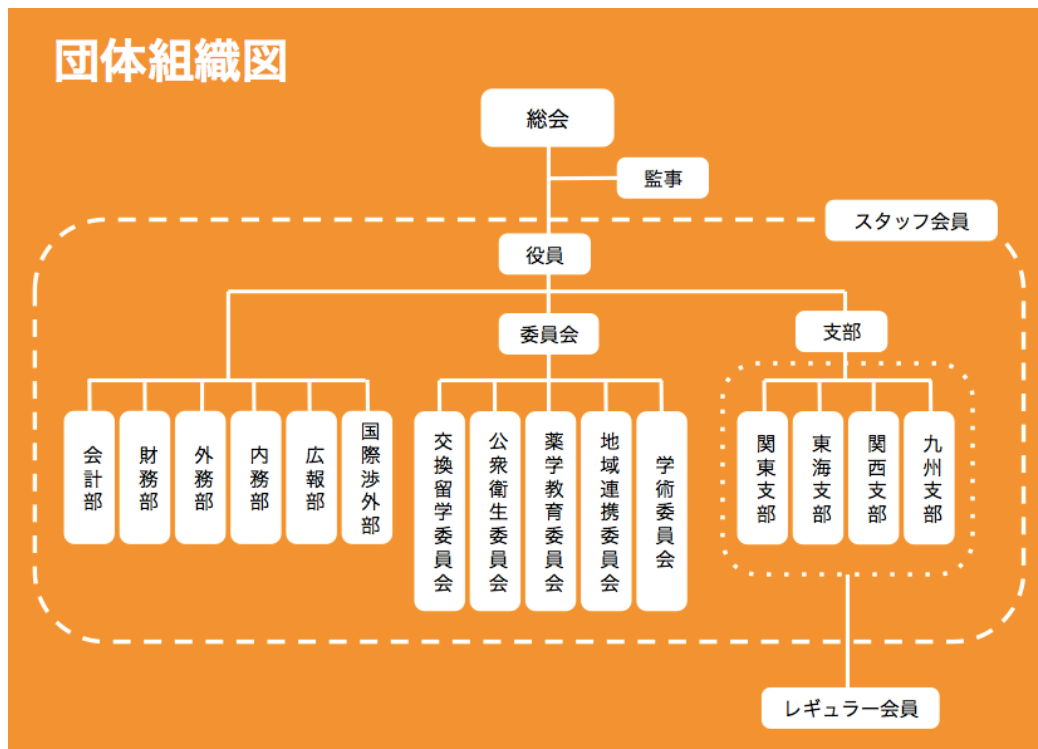 団体組織図
総会
監事
スタッフ会員
役員
委員会
支部
会計部
財務部
外務部
内務部
広報部
国際渉外部
交換留学委員会
公衆衛生委員会
薬学教育委員会
地域連携委員会
学術委員会
関東支部
東海支部
関西支部
九州支部
レギュラー会員